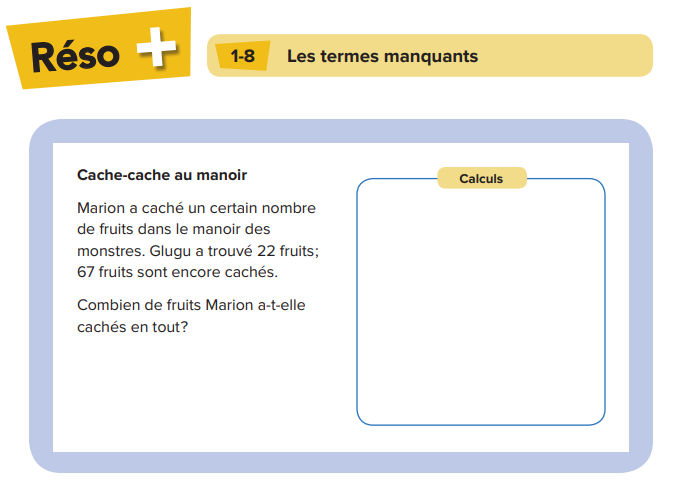 Réso +
1-8 Les termes manquants
Cache-cache au manoir
Marion a caché un certain nombre
de fruits dans le manoir des
monstres. Glugu a trouvé 22 fruits;
67 fruits sont encore cachés.
Combien de fruits Marion a-t-elle
cachés en tout?
Calculs